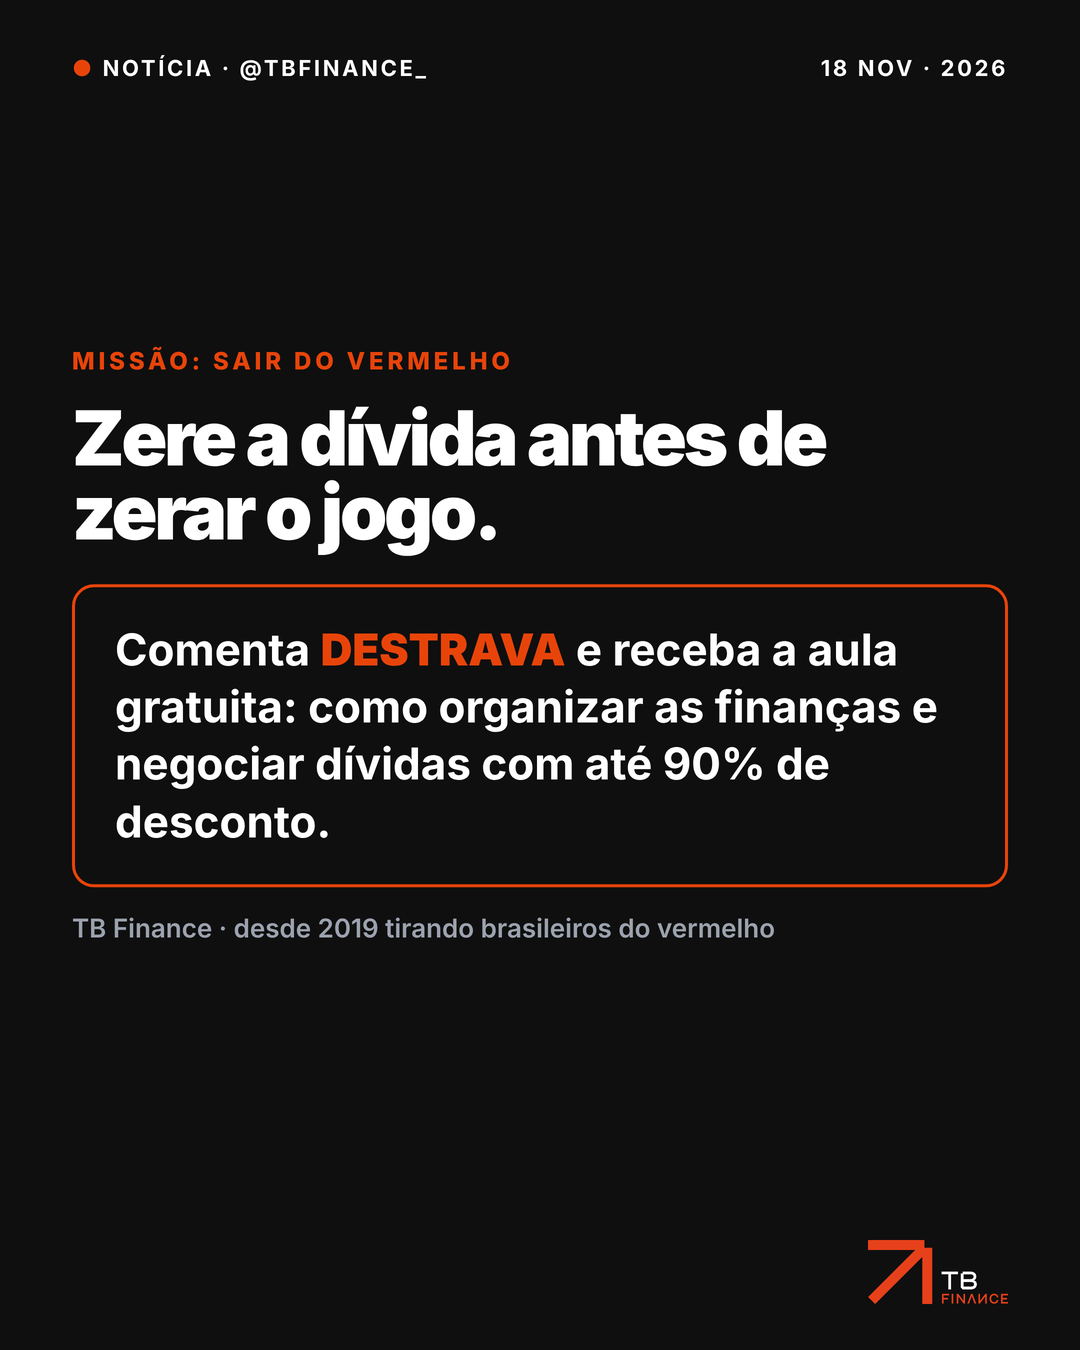 NOTÍCIA · @TBFINANCE_
18 NOV · 2026
MISSÃO: SAIR DO VERMELHO
Zere a dívida antes de
zerar o jogo.
Comenta DESTRAVA e receba a aula
gratuita: como organizar as finanças e
negociar dívidas com até 90% de
desconto.
TB Finance · desde 2019 tirando brasileiros do vermelho
TB
FINANCE